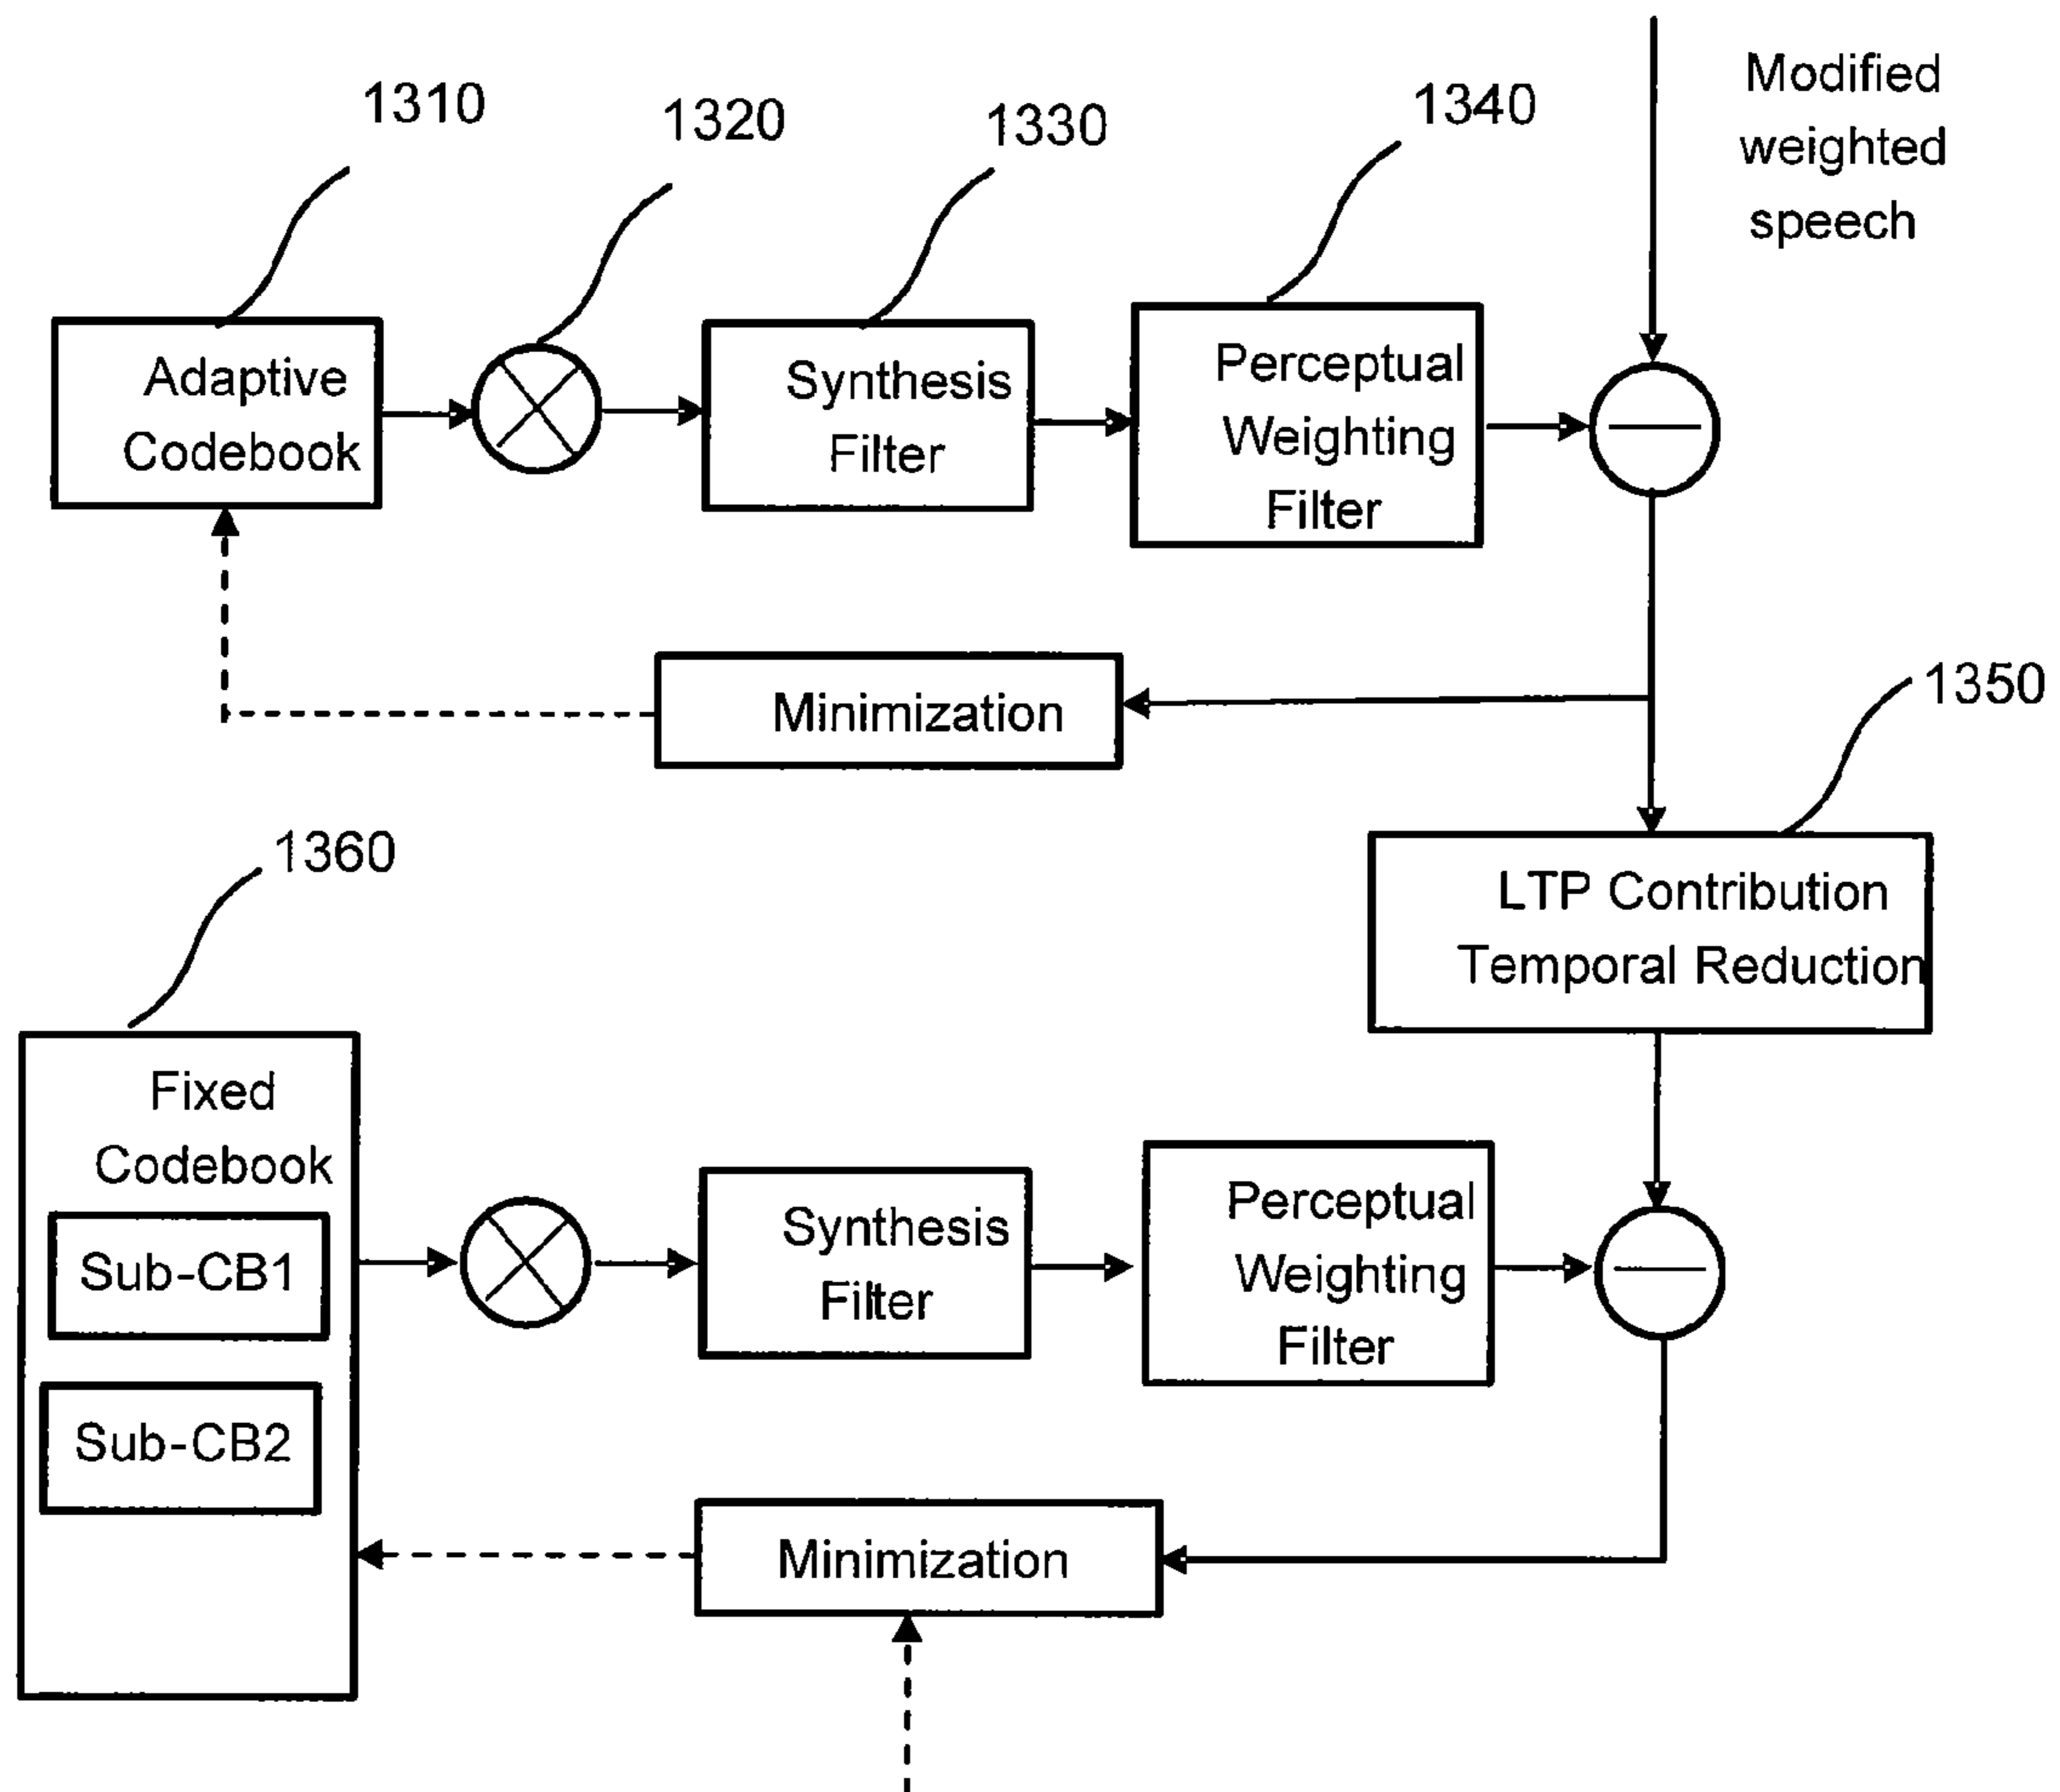 1310
1320
1330
1340
Modified
weighted
speech
Adaptive
Codebook
Synthesis
Filter
Perceptual
Weighting
Filter
Minimization
1350
LTP Contribution
Temporal Reduction
1360
Fixed
Codebook
Sub-CB1
Sub-CB2
Synthesis
Filter
Perceptual
Weighting
Filter
Minimization